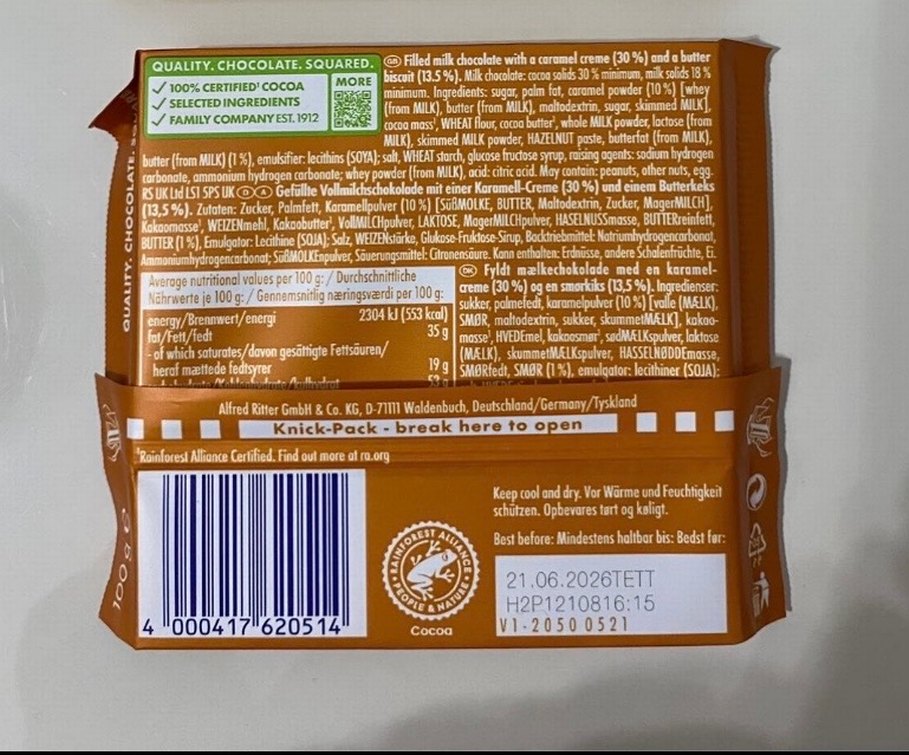 QUALITY. CHOCOLATE. SQUARED.
✓ 100% CERTIFIED¹ COCOA
✓ SELECTED INGREDIENTS
✓ FAMILY COMPANY EST. 1912
MORE
GB Filled milk chocolate with a caramel creme (30 %) and a butter
biscuit (13.5 %). Milk chocolate: cocoa solids 30 % minimum, milk solids 18 %
minimum. Ingredients: sugar, palm fat, caramel powder (10 %) [whey
(from MILK), butter (from MILK), maltodextrin, sugar, skimmed MILK],
cocoa mass¹, WHEAT flour, cocoa butter¹, whole MILK powder, lactose (from
MILK), skimmed MILK powder, HAZELNUT paste, butterfat (from MILK),
butter (from MILK) (1 %), emulsifier: lecithins (SOYA); salt, WHEAT starch, glucose fructose syrup, raising agents: sodium hydrogen
carbonate, ammonium hydrogen carbonate; whey powder (from MILK), acid: citric acid. May contain: peanuts, other nuts, egg.
RS UK Ltd LS1 5PS UK D A Gefüllte Vollmilchschokolade mit einer Karamell-Creme (30 %) und einem Butterkeks
(13,5 %). Zutaten: Zucker, Palmfett, Karamellpulver (10 %) [SüßMOLKE, BUTTER, Maltodextrin, Zucker, MagerMILCH],
Kakaomasse¹, WEIZENmehl, Kakaobutter¹, VollMILCHpulver, LAKTOSE, MagerMILCHpulver, HASELNUSSmasse, BUTTERreinfett,
BUTTER (1 %), Emulgator: Lecithine (SOJA); Salz, WEIZENstärke, Glukose-Fruktose-Sirup, Backtriebmittel: Natriumhydrogencarbonat,
Ammoniumhydrogencarbonat; SüßMOLKEnpulver, Säuerungsmittel: Citronensäure. Kann enthalten: Erdnüsse, andere Schalenfrüchte, Ei.
DK Fyldt mælkechokolade med en karamel-
creme (30 %) og en smørkiks (13,5 %). Ingredienser:
sukker, palmefedt, karamelpulver (10 %) [valle (MÆLK),
SMØR, maltodextrin, sukker, skummetMÆLK], kakao-
masse¹, HVEDEmel, kakaosmør¹, sødMÆLKSpulver, laktose
(MÆLK), skummetMÆLKSpulver, HASSELNØDDEmasse,
SMØRfedt, SMØR (1 %), emulgator: lecithiner (SOJA);
Average nutritional values per 100 g: / Durchschnittliche
Nährwerte je 100 g: / Gennemsnitlig næringsværdi per 100 g:
energy/Brennwert/energi 2304 kJ (553 kcal)
fat/Fett/fedt 35 g
- of which saturates/davon gesättigte Fettsäuren/
heraf mættede fedtsyrer 19 g
53 g
QUALITY. CHOCOLATE.
Alfred Ritter GmbH & Co. KG, D-71111 Waldenbuch, Deutschland/Germany/Tyskland
Knick-Pack - break here to open
¹Rainforest Alliance Certified. Find out more at ra.org
100 g e
4 000417 620514
RAINFOREST ALLIANCE
PEOPLE & NATURE
Cocoa
Keep cool and dry. Vor Wärme und Feuchtigkeit
schützen. Opbevares tørt og køligt.
Best before: Mindestens haltbar bis: Bedst før:
21.06.2026TETT
H2P1210816:15
V1-2050 0521